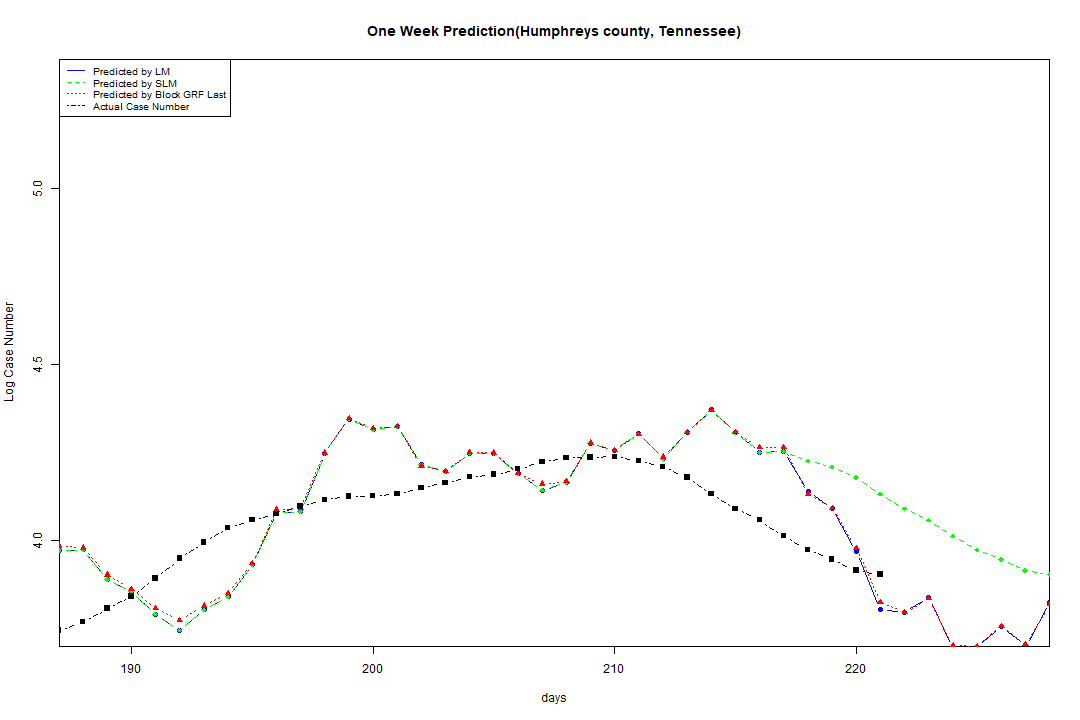 One Week Prediction(Humphreys county, Tennessee)
Predicted by LM
Predicted by SLM
Predicted by Block GRF Last
Actual Case Number
5.0
4.5
4.0
Log Case Number
190 200 210 220
days